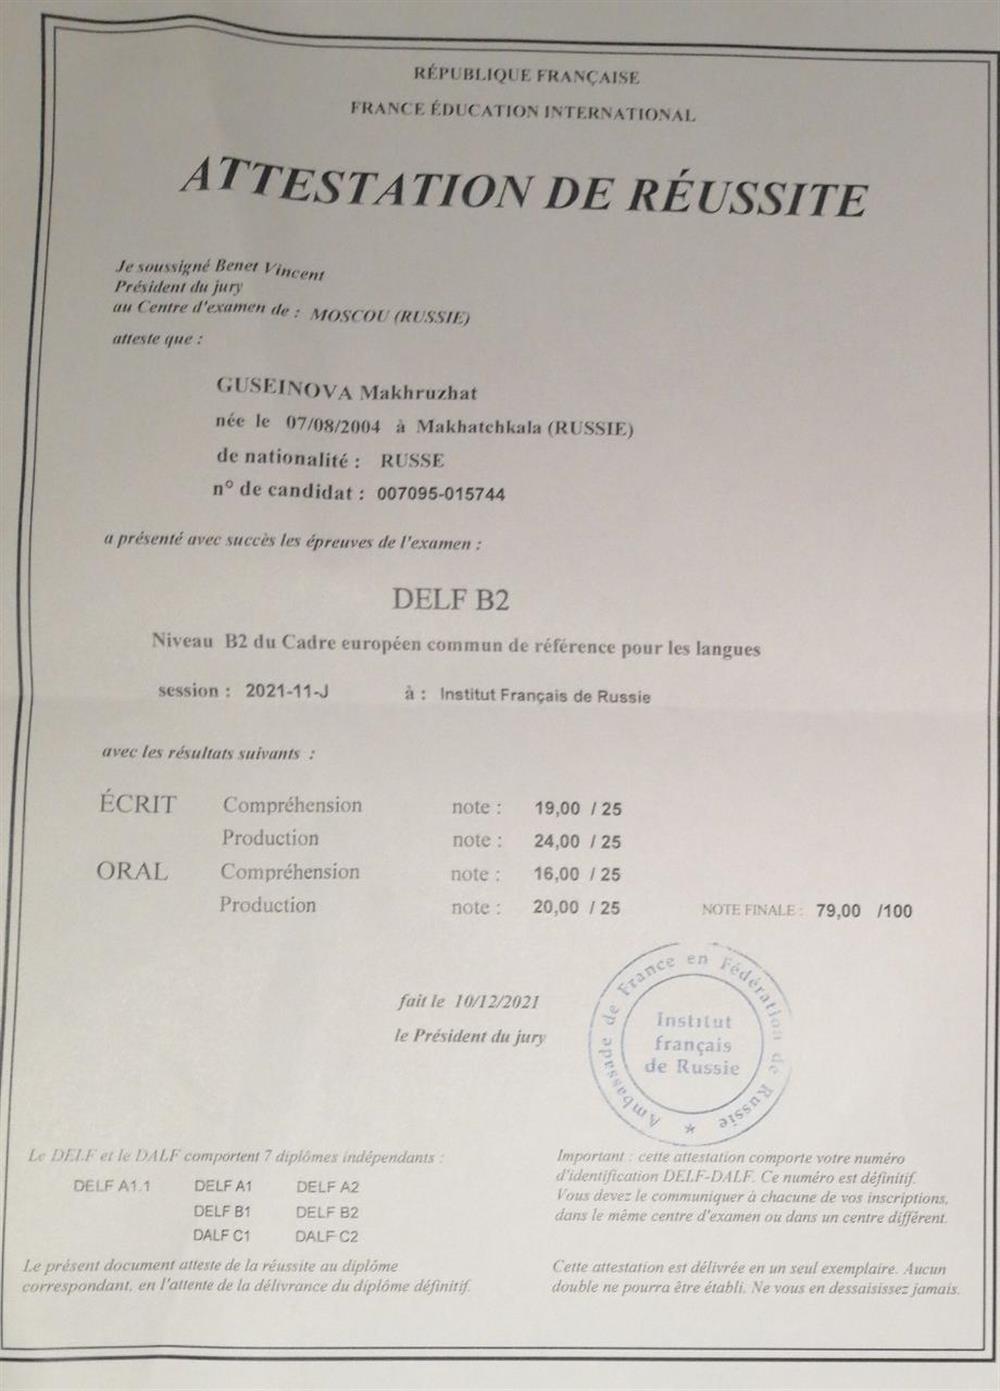 RÉPUBLIQUE FRANÇAISE
FRANCE ÉDUCATION INTERNATIONAL
ATTESTATION DE RÉUSSITE
Je soussigné Benet Vincent
Président du jury
au Centre d'examen de : MOSCOU (RUSSIE)
atteste que :
GUSEINOVA Makhruzhat
née le 07/08/2004 à Makhatchkala (RUSSIE)
de nationalité : RUSSE
n° de candidat : 007095-015744
a présenté avec succès les épreuves de l'examen :
DELF B2
Niveau B2 du Cadre européen commun de référence pour les langues
session : 2021-11-J à : Institut Français de Russie
avec les résultats suivants :
ÉCRIT Compréhension note : 19,00 / 25
Production note : 24,00 / 25
ORAL Compréhension note : 16,00 / 25
Production note : 20,00 / 25 NOTE FINALE : 79,00 /100
fait le 10/12/2021
le Président du jury
Ambassade de France en Fédération de Russie *
Institut
français
de Russie
Le DELF et le DALF comportent 7 diplômes indépendants :
DELF A1.1 DELF A1 DELF A2
DELF B1 DELF B2
DALF C1 DALF C2
Le présent document atteste de la réussite au diplôme
correspondant, en l'attente de la délivrance du diplôme définitif.
Important : cette attestation comporte votre numéro
d'identification DELF-DALF. Ce numéro est définitif.
Vous devez le communiquer à chacune de vos inscriptions,
dans le même centre d'examen ou dans un centre différent.
Cette attestation est délivrée en un seul exemplaire. Aucun
double ne pourra être établi. Ne vous en dessaisissez jamais.